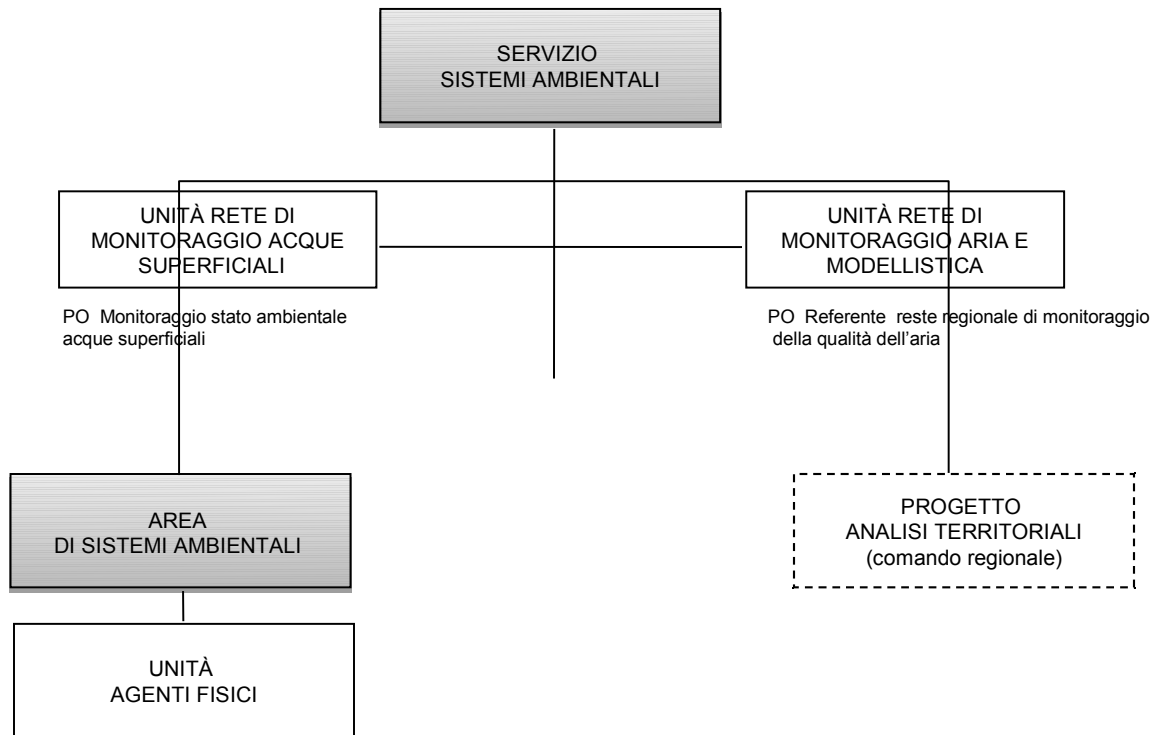 SERVIZIO
SISTEMI AMBIENTALI
UNITÀ RETE DI
MONITORAGGIO ACQUE
SUPERFICIALI
UNITÀ RETE DI
MONITORAGGIO ARIA E
MODELLISTICA
PO Monitoraggio stato ambientale
acque superficiali
PO Referente reste regionale di monitoraggio
della qualità dell'aria
AREA
DI SISTEMI AMBIENTALI
PROGETTO
ANALISI TERRITORIALI
(comando regionale)
UNITÀ
AGENTI FISICI